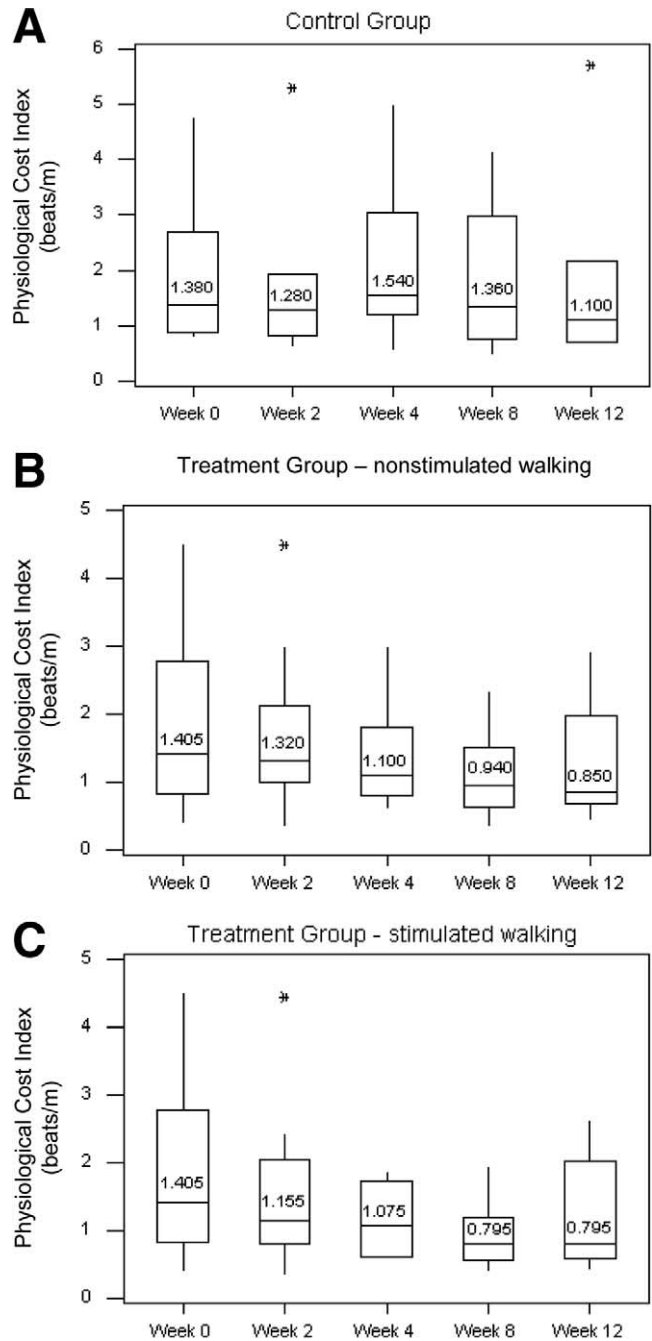 A
Control Group
Physiological Cost Index
(beats/m)
6
5
4
3
2
1
0
1.380
1.280
1.540
1.360
1.100
Week 0
Week 2
Week 4
Week 8
Week 12
B
Treatment Group – nonstimulated walking
Physiological Cost Index
(beats/m)
5
4
3
2
1
0
1.405
1.320
1.100
0.940
0.850
Week 0
Week 2
Week 4
Week 8
Week 12
C
Treatment Group - stimulated walking
Physiological Cost Index
(beats/m)
5
4
3
2
1
0
1.405
1.155
1.075
0.795
0.795
Week 0
Week 2
Week 4
Week 8
Week 12